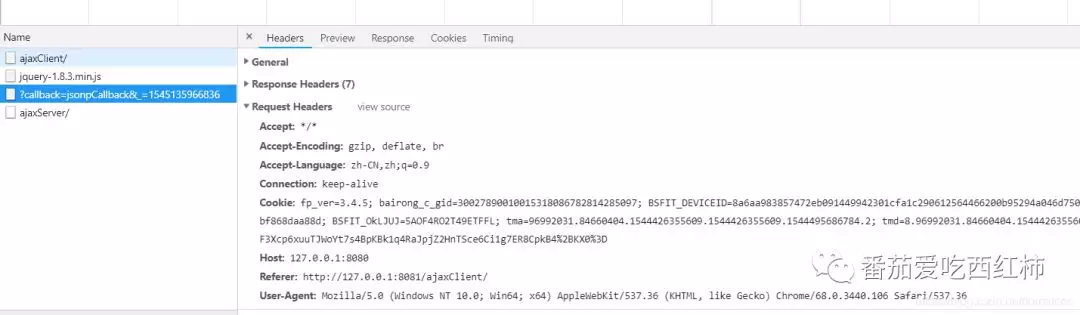 Name
× Headers Preview Response Cookies Timing
ajaxClient/
General
jquery-1.8.3.min.js
Response Headers (7)
?callback=jsonpCallback&_=1545135966836
Request Headers view source
ajaxServer/
Accept: */*
Accept-Encoding: gzip, deflate, br
Accept-Language: zh-CN,zh;q=0.9
Connection: keep-alive
Cookie: fp_ver=3.4.5; bairong_c_gid=30027890010015318086782814285097; BSFIT_DEVICEID=8a6aa983857472eb091449942301cfa1c290612564466200b95294a046d750
bf868daa88d; BSFIT_OkLJUJ=5AOF4RO2T49ETFFL; tma=96992031.84660404.1544426355609.1544426355609.1544495686784.2; tmd=8.96992031.84660404.15444263556
F3Xcp6xuuTJWoYt7s4BpKBk1q4RaJpjZ2HnTSce6Ci1g7ER8CpkB4%2BKX0%3D
Host: 127.0.0.1:8080
Referer: http://127.0.0.1:8081/ajaxClient/
User-Agent: Mozilla/5.0 (Windows NT 10.0; Win64; x64) AppleWebKit/537.36 (KHTML, like Gecko) Chrome/68.0.3440.106 Safari/537.36
番茄爱吃西红柿